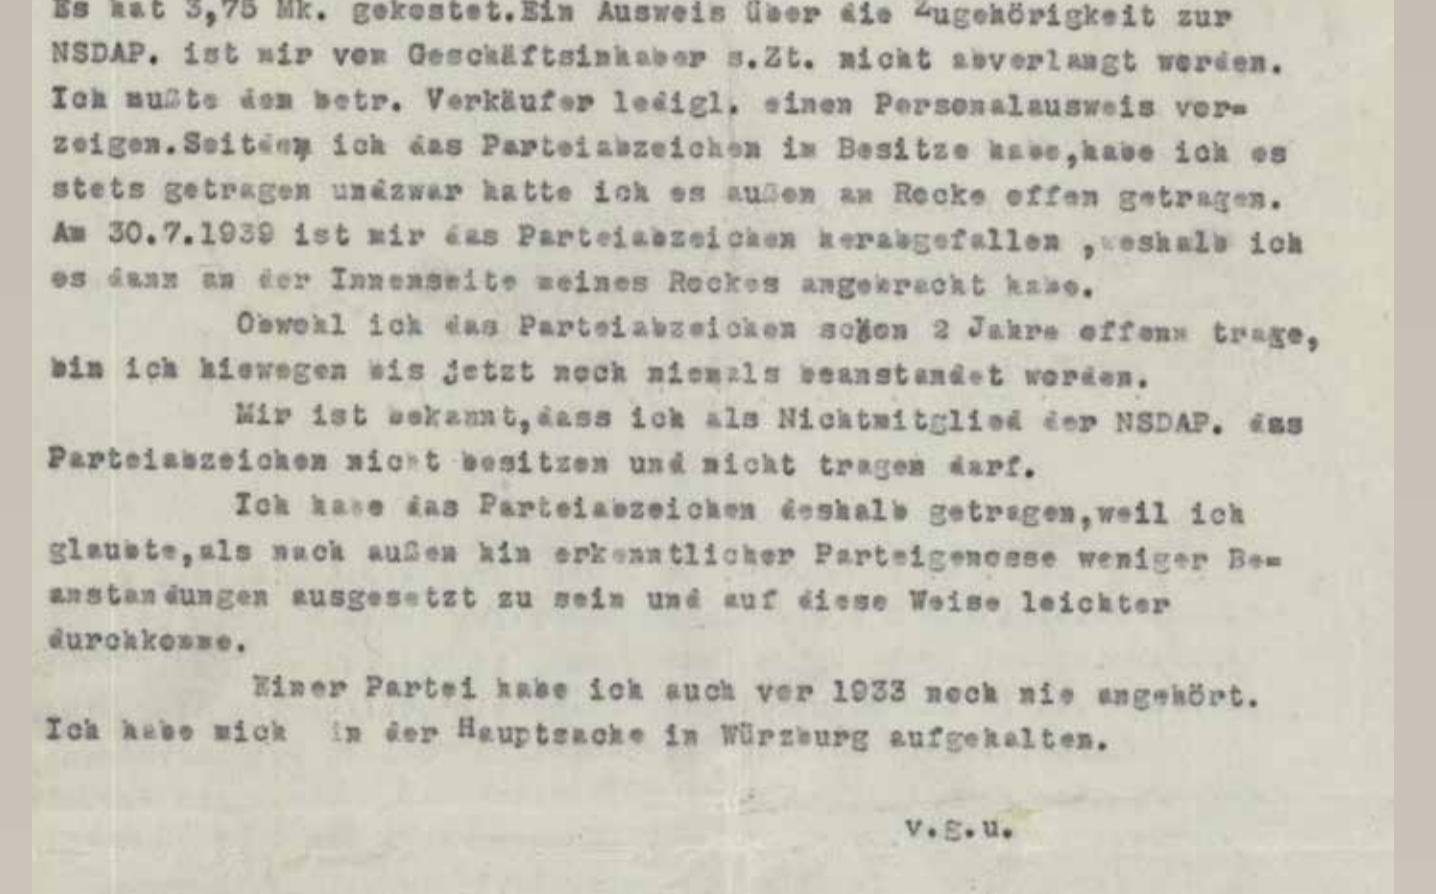 Es hat 3,75 Mk. gekostet.Ein Ausweis über die Zugehörigkeit zur
NSDAP. ist mir vom Geschäftsinhaber s.Zt. nicht abverlangt worden.
Ich mußte dem betr. Verkäufer ledigl. einen Personalausweis vor-
zeigen.Seitdem ich das Parteiabzeichen im Besitze habe,habe ich es
stets getragen undzwar hatte ich es außen am Rocke offen getragen.
Am 30.7.1939 ist mir das Parteiabzeichen herabgefallen ,weshalb ich
es dann an der Innenseite meines Rockes angebracht habe.
Obwohl ich das Parteiabzeichen schon 2 Jahre offenn trage,
bin ich hiewegen bis jetzt noch niemals beanstandet worden.
Mir ist bekannt,dass ich als Nichtmitglied der NSDAP. das
Parteiabzeichen nicht besitzen und nicht tragen darf.
Ich habe das Parteiabzeichen deshalb getragen,weil ich
glaubte,als nach außen hin erkenntlicher Parteigenosse weniger Be-
anstandungen ausgesetzt zu sein und auf diese Weise leichter
durchkomme.
Einer Partei habe ich auch vor 1933 noch nie angehört.
Ich habe mich in der Hauptsache in Würzburg aufgehalten.
v.g.u.